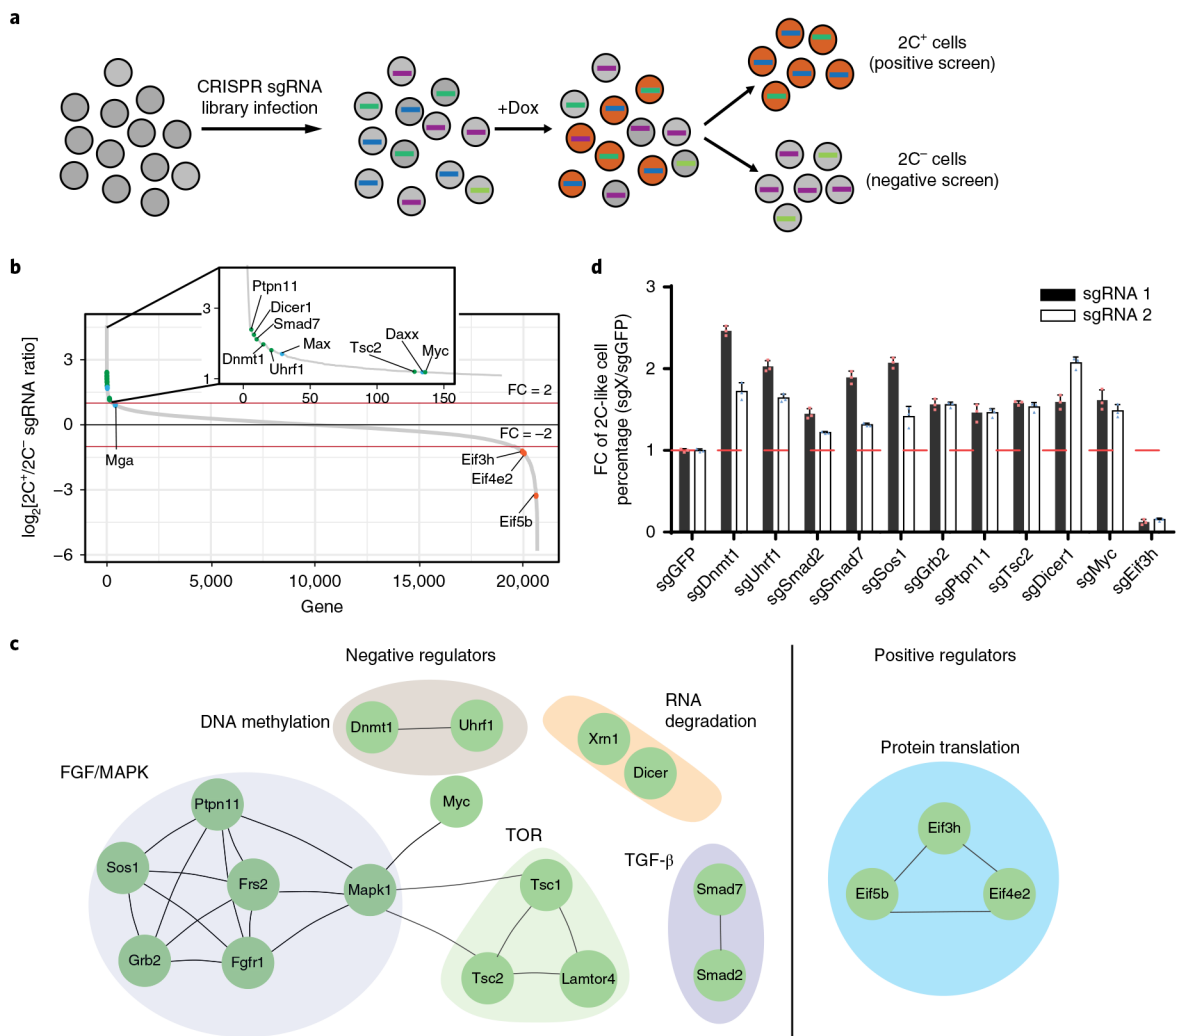 a
CRISPR sgRNA
library infection
+Dox
2C⁺ cells
(positive screen)
2C⁻ cells
(negative screen)
b
log₂[2C⁺/2C⁻ sgRNA ratio]
3
0
−3
−6
0
5,000
10,000
15,000
20,000
Gene
FC = 2
FC = −2
Mga
Eif3h
Eif4e2
Eif5b
3
1
0
50
100
150
Ptpn11
Dicer1
Smad7
Dnmt1
Uhrf1
Max
Tsc2
Daxx
Myc
d
FC of 2C-like cell
percentage (sgX/sgGFP)
3
2
1
0
sgRNA 1
sgRNA 2
sgGFP
sgDnmt1
sgUhrf1
sgSmad2
sgSmad7
sgSos1
sgGrb2
sgPtpn11
sgTsc2
sgDicer1
sgMyc
sgEif3h
c
Negative regulators
DNA methylation
Dnmt1
Uhrf1
RNA
degradation
Xrn1
Dicer
FGF/MAPK
Ptpn11
Sos1
Frs2
Mapk1
Grb2
Fgfr1
Myc
TOR
Tsc1
Tsc2
Lamtor4
TGF-β
Smad7
Smad2
Positive regulators
Protein translation
Eif3h
Eif5b
Eif4e2